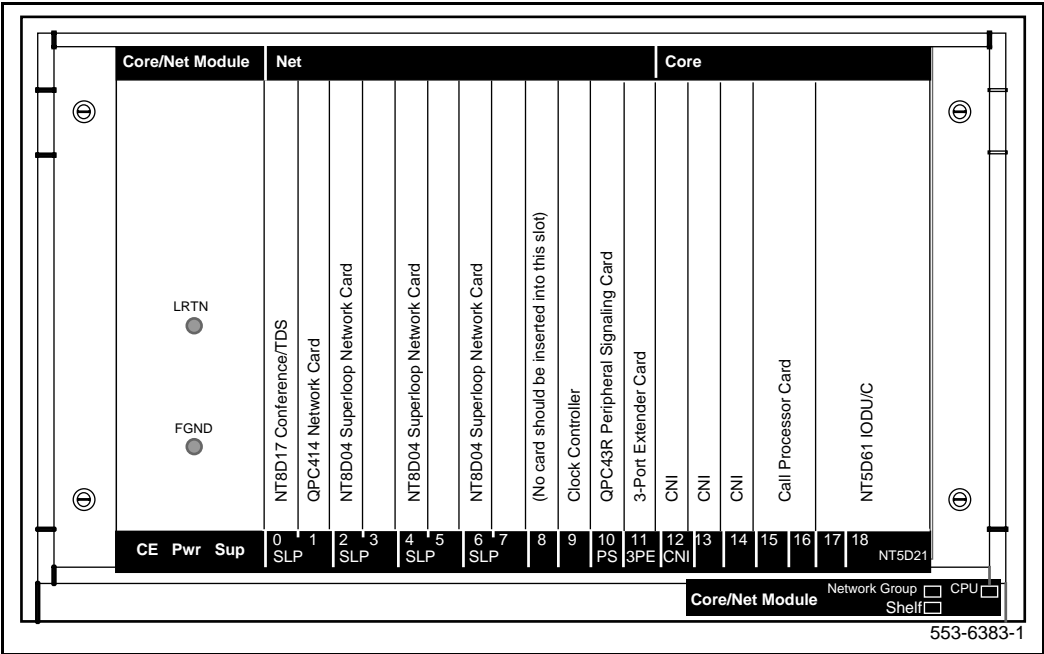 Core/Net Module Net Core
LRTN
FGND
NT8D17 Conference/TDS
QPC414 Network Card
NT8D04 Superloop Network Card
NT8D04 Superloop Network Card
NT8D04 Superloop Network Card
(No card should be inserted into this slot)
Clock Controller
QPC43R Peripheral Signaling Card
3-Port Extender Card
CNI
CNI
CNI
Call Processor Card
NT5D61 IODU/C
CE Pwr Sup
0 1 2 3 4 5 6 7 8 9 10 11 12 13 14 15 16 17 18
SLP SLP SLP SLP PS 3PE CNI NT5D21
Core/Net Module Network Group CPU
Shelf
553-6383-1